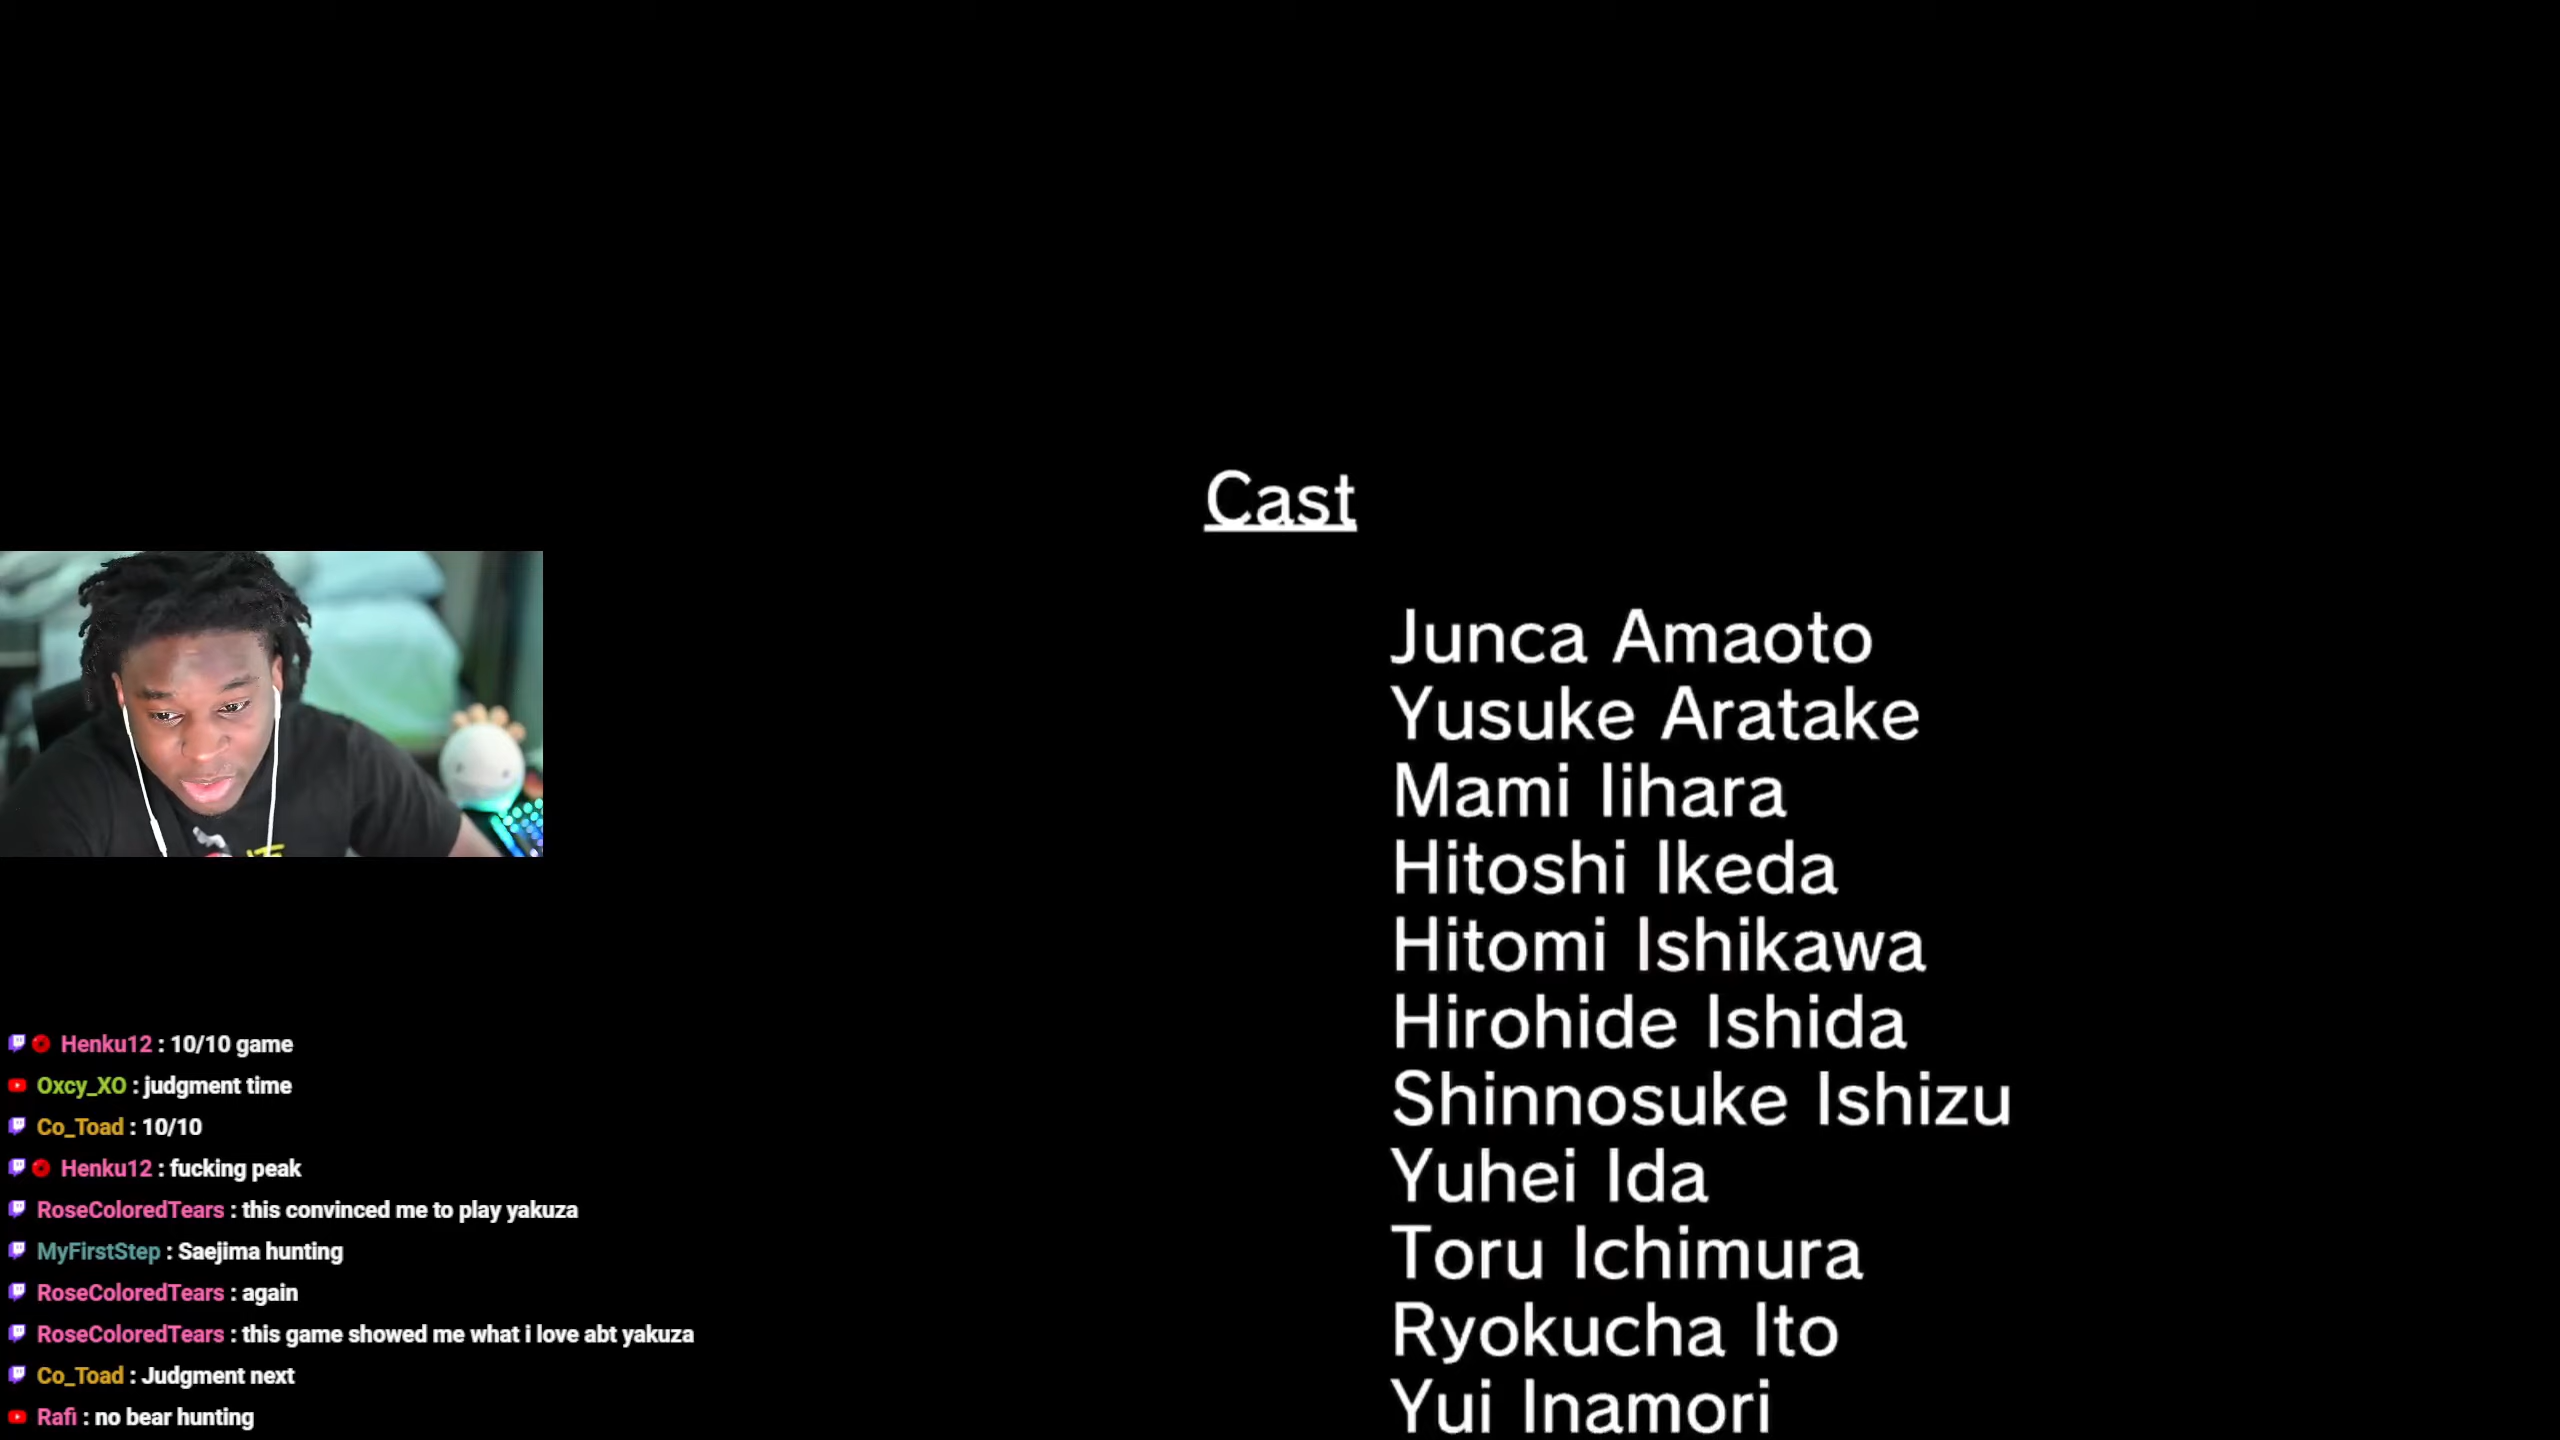 Cast
Junca Amaoto
Yusuke Aratake
Mami Iihara
Hitoshi Ikeda
Hitomi Ishikawa
Hirohide Ishida
Shinnosuke Ishizu
Yuhei Ida
Toru Ichimura
Ryokucha Ito
Yui Inamori
Henku12 : 10/10 game
Oxcy_XO : judgment time
Co_Toad : 10/10
Henku12 : fucking peak
RoseColoredTears : this convinced me to play yakuza
MyFirstStep : Saejima hunting
RoseColoredTears : again
RoseColoredTears : this game showed me what i love abt yakuza
Co_Toad : Judgment next
Rafi : no bear hunting